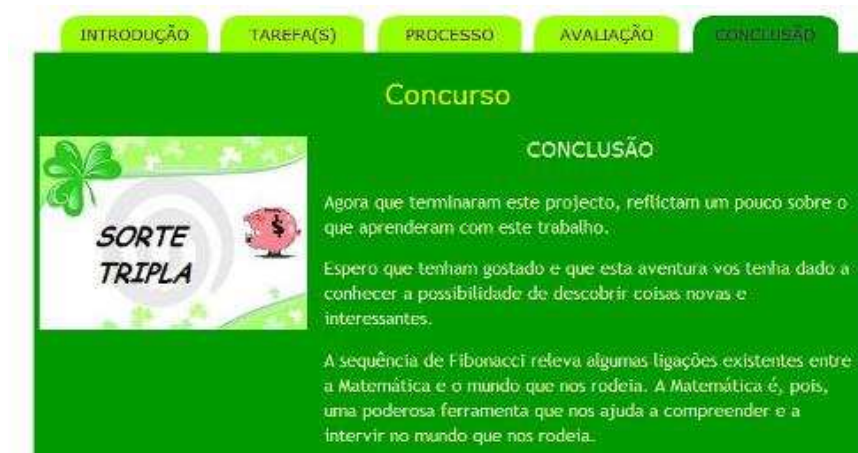 INTRODUÇÃO TAREFA(S) PROCESSO AVALIAÇÃO CONCLUSÃO
Concurso
SORTE
TRIPLA
$
CONCLUSÃO
Agora que terminaram este projecto, reflictam um pouco sobre o
que aprenderam com este trabalho.
Espero que tenham gostado e que esta aventura vos tenha dado a
conhecer a possibilidade de descobrir coisas novas e
interessantes.
A sequência de Fibonacci releva algumas ligações existentes entre
a Matemática e o mundo que nos rodeia. A Matemática é, pois,
uma poderosa ferramenta que nos ajuda a compreender e a
intervir no mundo que nos rodeia.